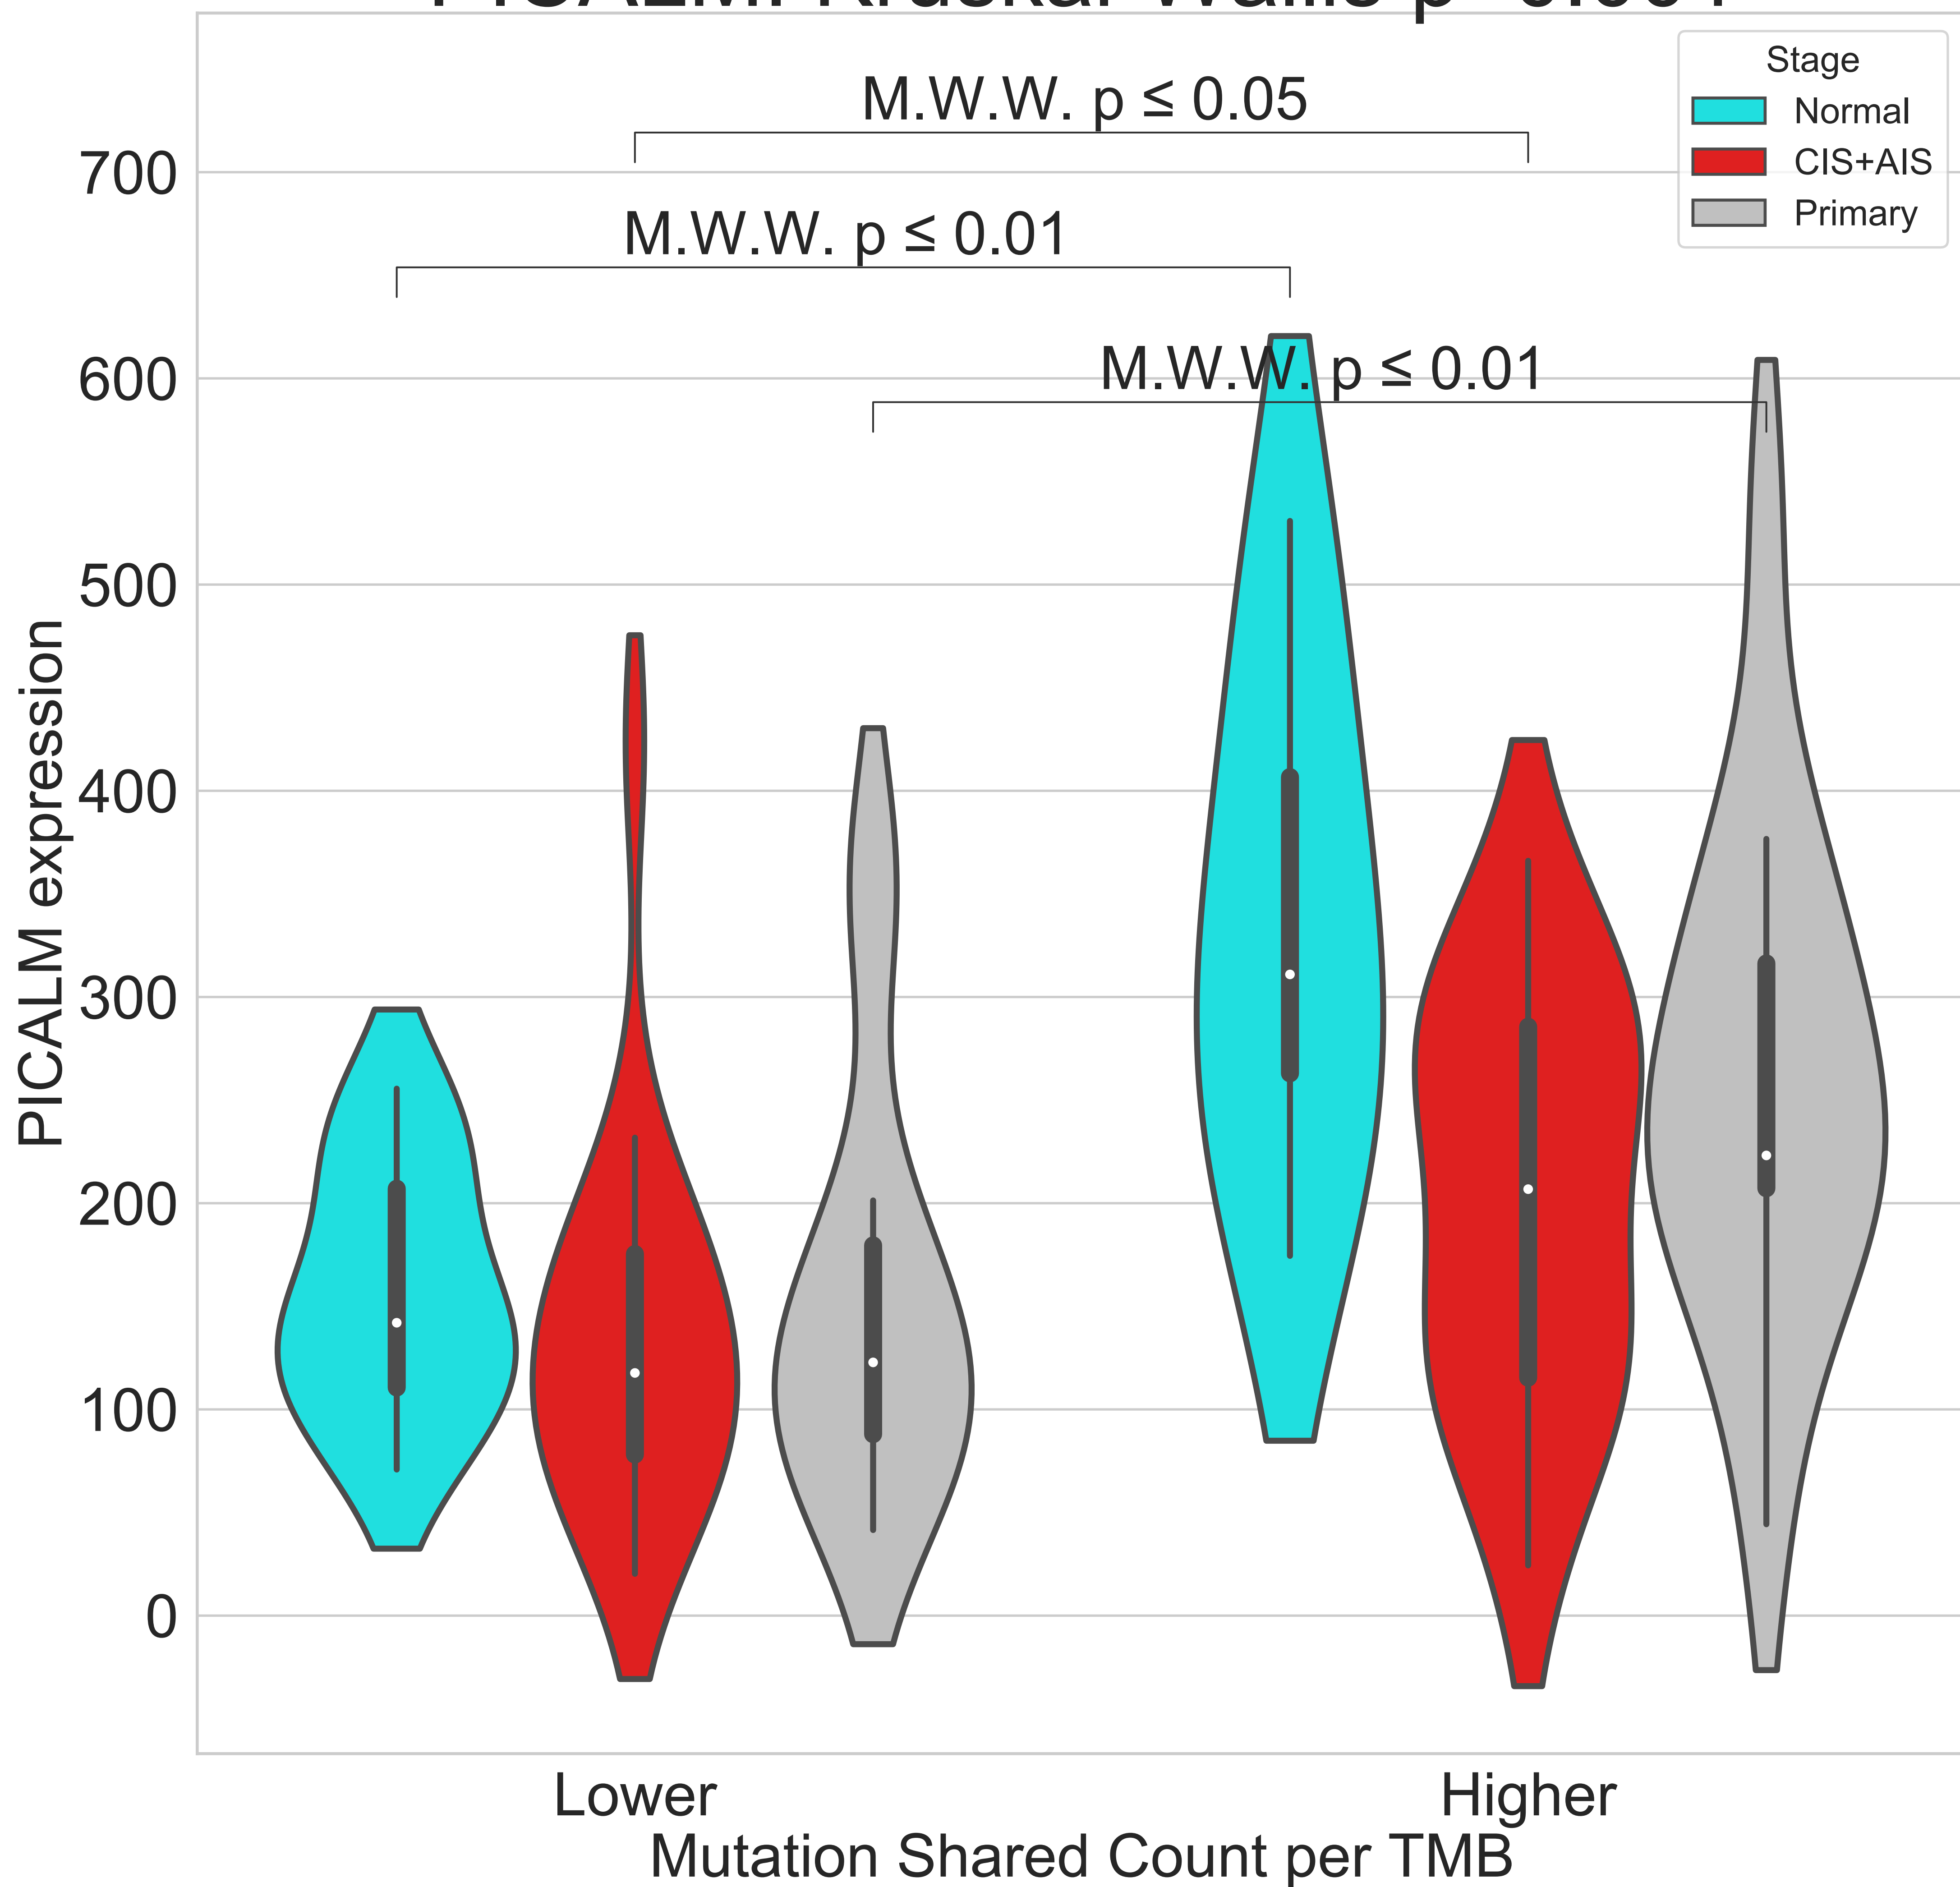 M.W.W. p ≤ 0.05
M.W.W. p ≤ 0.01
M.W.W. p ≤ 0.01
Stage
Normal
CIS+AIS
Primary
700
600
500
400
300
200
100
0
PICALM expression
Lower
Higher
Mutation Shared Count per TMB